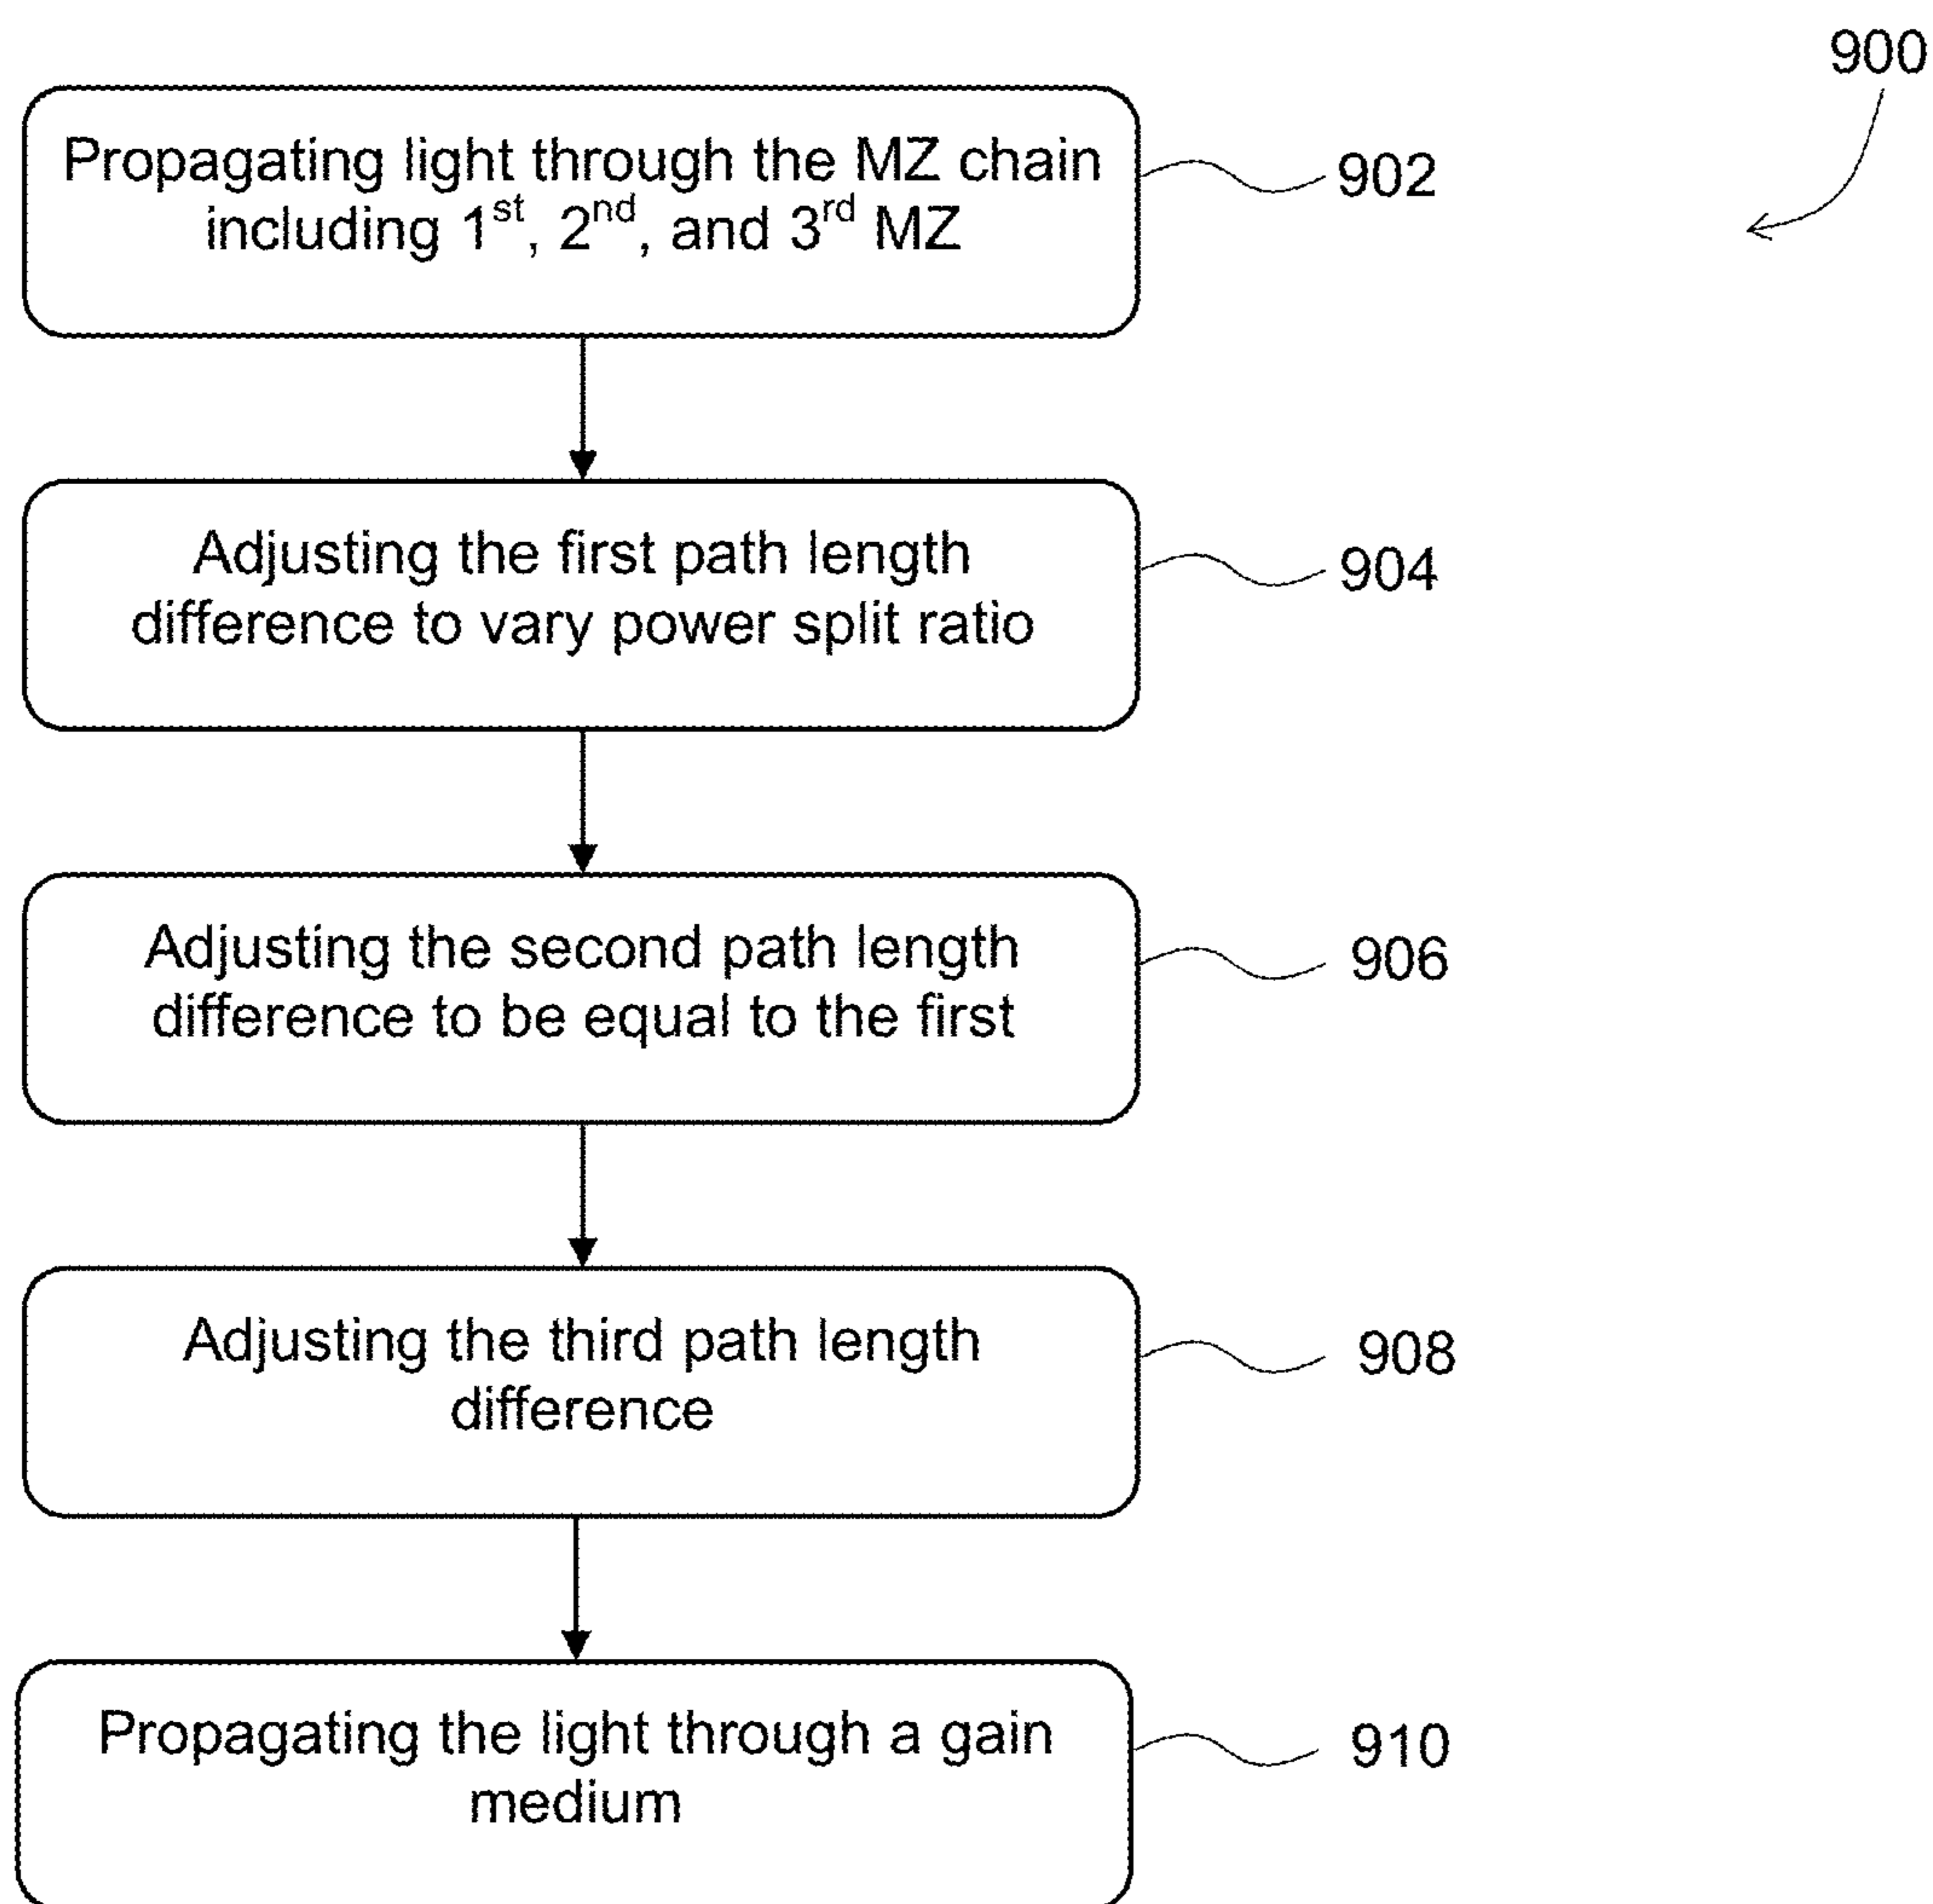 900
Propagating light through the MZ chain
including 1st, 2nd, and 3rd MZ
902
Adjusting the first path length
difference to vary power split ratio
904
Adjusting the second path length
difference to be equal to the first
906
Adjusting the third path length
difference
908
Propagating the light through a gain
medium
910